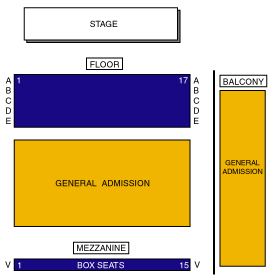 STAGE
FLOOR
A 1 17 A
B B
C C
D D
E E
BALCONY
GENERAL ADMISSION
GENERAL
ADMISSION
MEZZANINE
V 1 BOX SEATS 15 V